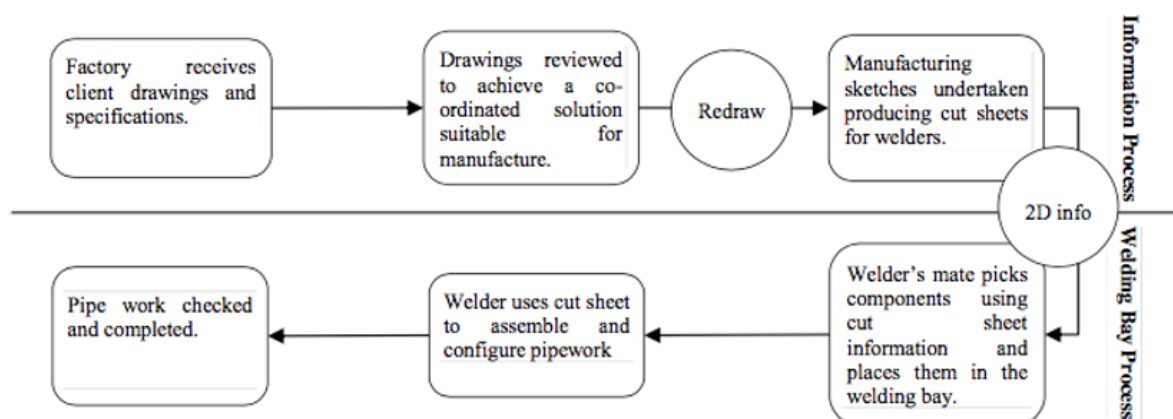 Factory receives
client drawings and
specifications.
Drawings reviewed
to achieve a co-
ordinated solution
suitable for
manufacture.
Redraw
Manufacturing
sketches undertaken
producing cut sheets
for welders.
Information Process
2D info
Welding Bay Process
Welder's mate picks
components using
cut sheet
information and
places them in the
welding bay.
Welder uses cut sheet
to assemble and
configure pipework
Pipe work checked
and completed.